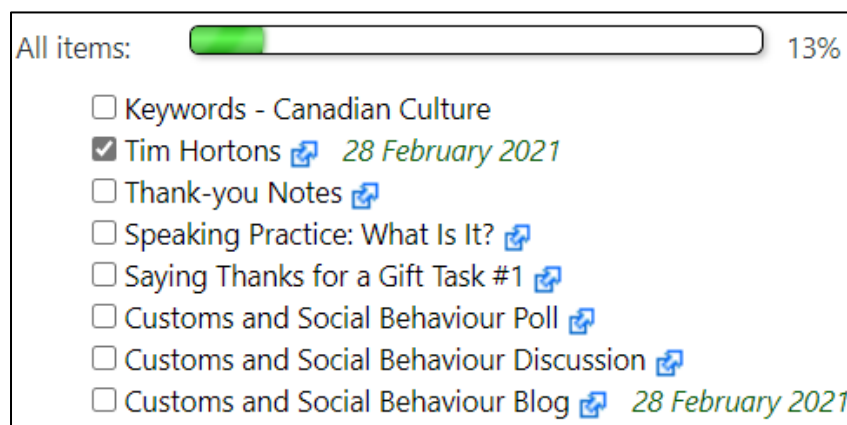 All items: 13%
Keywords - Canadian Culture
Tim Hortons 28 February 2021
Thank-you Notes
Speaking Practice: What Is It?
Saying Thanks for a Gift Task #1
Customs and Social Behaviour Poll
Customs and Social Behaviour Discussion
Customs and Social Behaviour Blog 28 February 2021